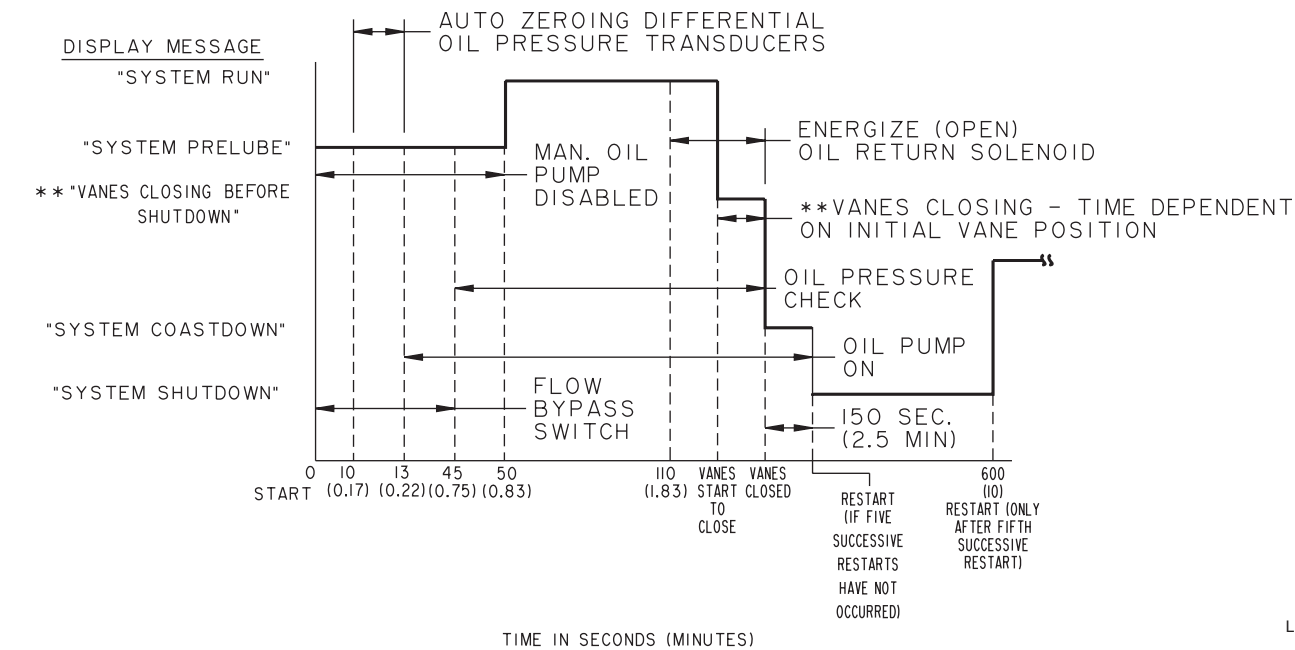 AUTO ZEROING DIFFERENTIAL
OIL PRESSURE TRANSDUCERS
DISPLAY MESSAGE
"SYSTEM RUN"
"SYSTEM PRELUBE"
**"VANES CLOSING BEFORE
SHUTDOWN"
"SYSTEM COASTDOWN"
"SYSTEM SHUTDOWN"
MAN. OIL
PUMP
DISABLED
ENERGIZE (OPEN)
OIL RETURN SOLENOID
**VANES CLOSING - TIME DEPENDENT
ON INITIAL VANE POSITION
OIL PRESSURE
CHECK
OIL PUMP
ON
FLOW
BYPASS
SWITCH
150 SEC.
(2.5 MIN)
0
START
10
(0.17)
13
(0.22)
45
(0.75)
50
(0.83)
110
(1.83)
VANES
START
TO
CLOSE
VANES
CLOSED
RESTART
(IF FIVE
SUCCESSIVE
RESTARTS
HAVE NOT
OCCURRED)
600
(10)
RESTART (ONLY
AFTER FIFTH
SUCCESSIVE
RESTART)
TIME IN SECONDS (MINUTES)
L